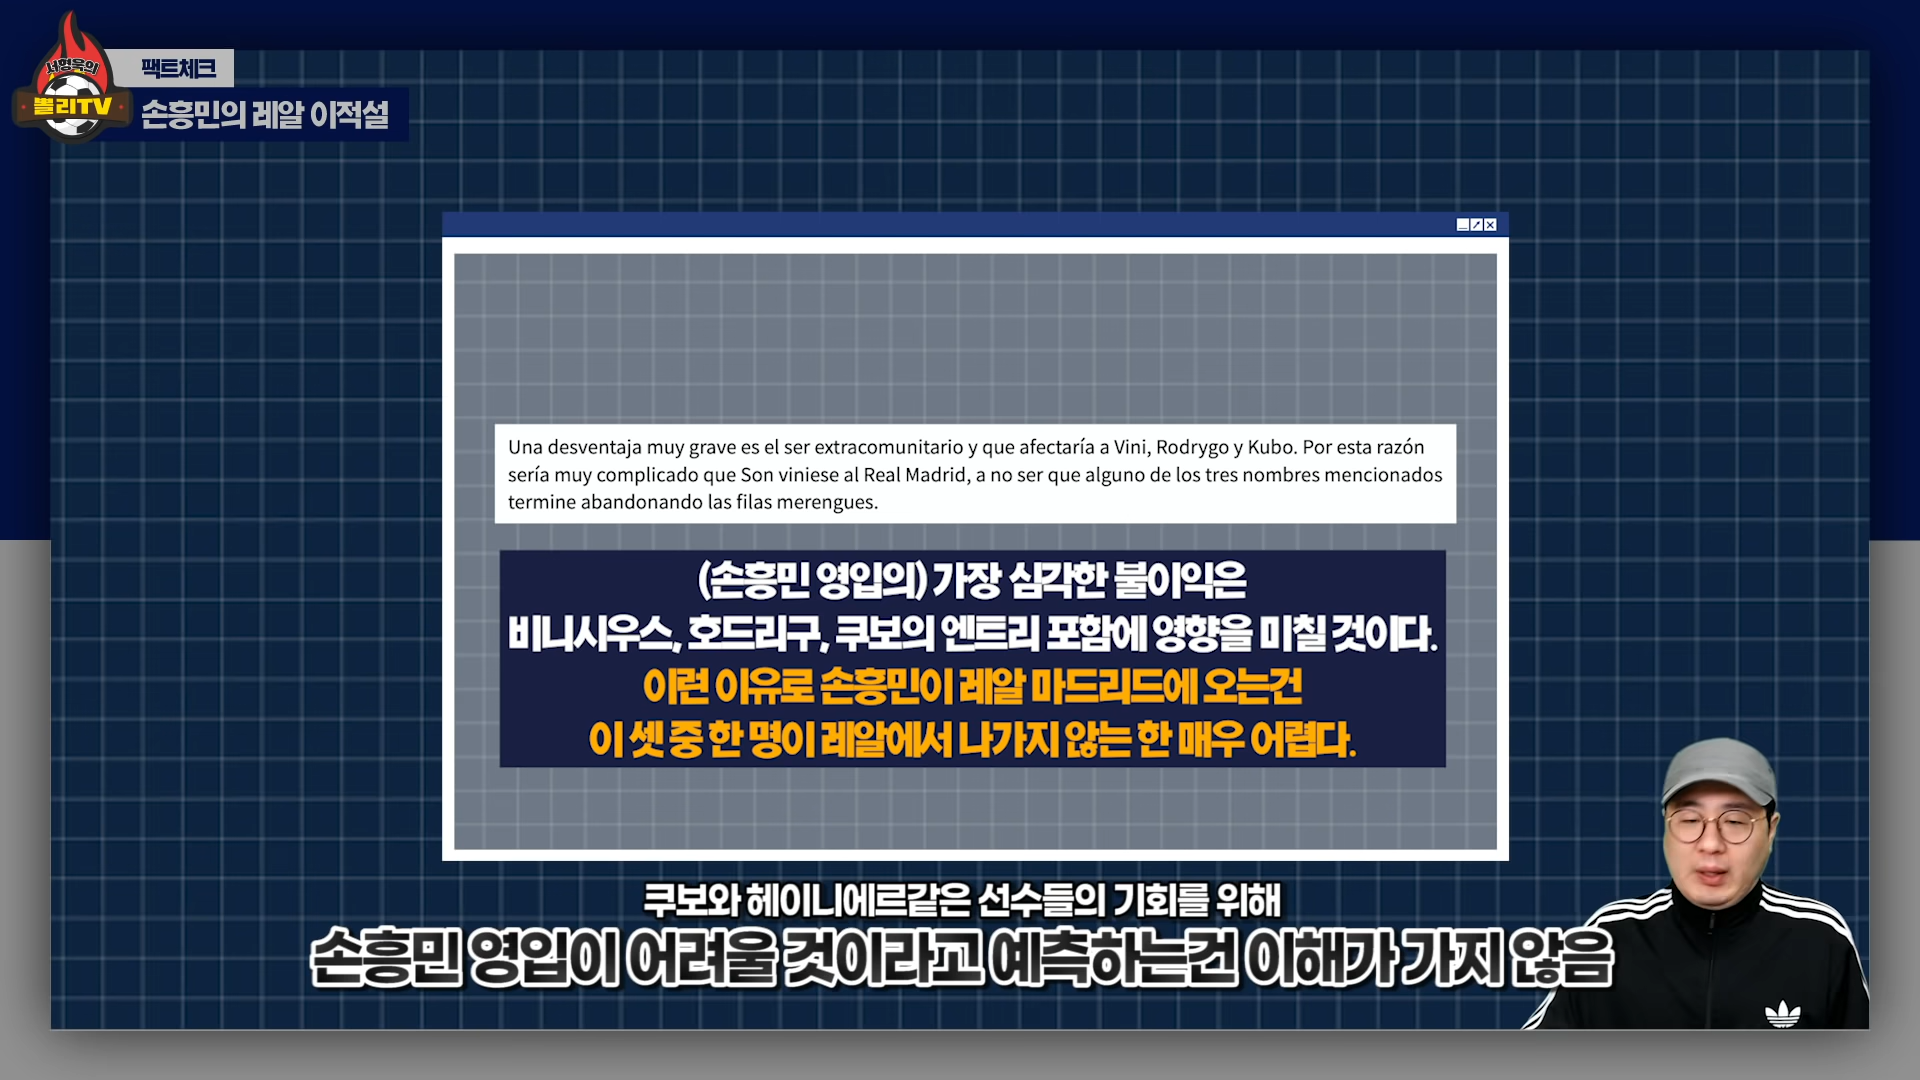 서형욱의
뽈리TV
팩트체크
손흥민의 레알 이적설
Una desventaja muy grave es el ser extracomunitario y que afectaría a Vini, Rodrygo y Kubo. Por esta razón
sería muy complicado que Son viniese al Real Madrid, a no ser que alguno de los tres nombres mencionados
termine abandonando las filas merengues.
(손흥민 영입의) 가장 심각한 불이익은
비니시우스, 호드리구, 쿠보의 엔트리 포함에 영향을 미칠 것이다.
이런 이유로 손흥민이 레알 마드리드에 오는건
이 셋 중 한 명이 레알에서 나가지 않는 한 매우 어렵다.
쿠보와 헤이니에르같은 선수들의 기회를 위해
손흥민 영입이 어려울 것이라고 예측하는건 이해가 가지 않음